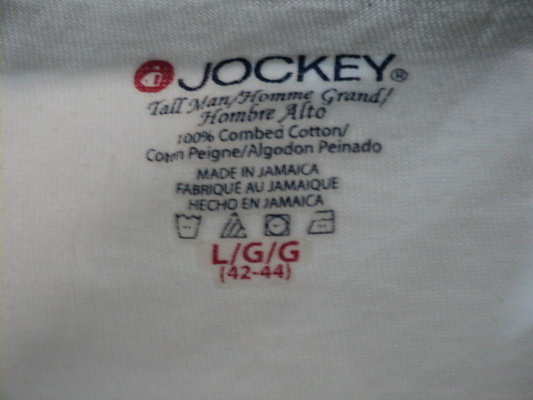 JOCKEY®
Tall Man/Homme Grand/
Hombre Alto
100% Combed Cotton/
Coton Peigne/Algodon Peinado
MADE IN JAMAICA
FABRIQUÉ AU JAMAIQUE
HECHO EN JAMAICA
L/G/G
(42-44)